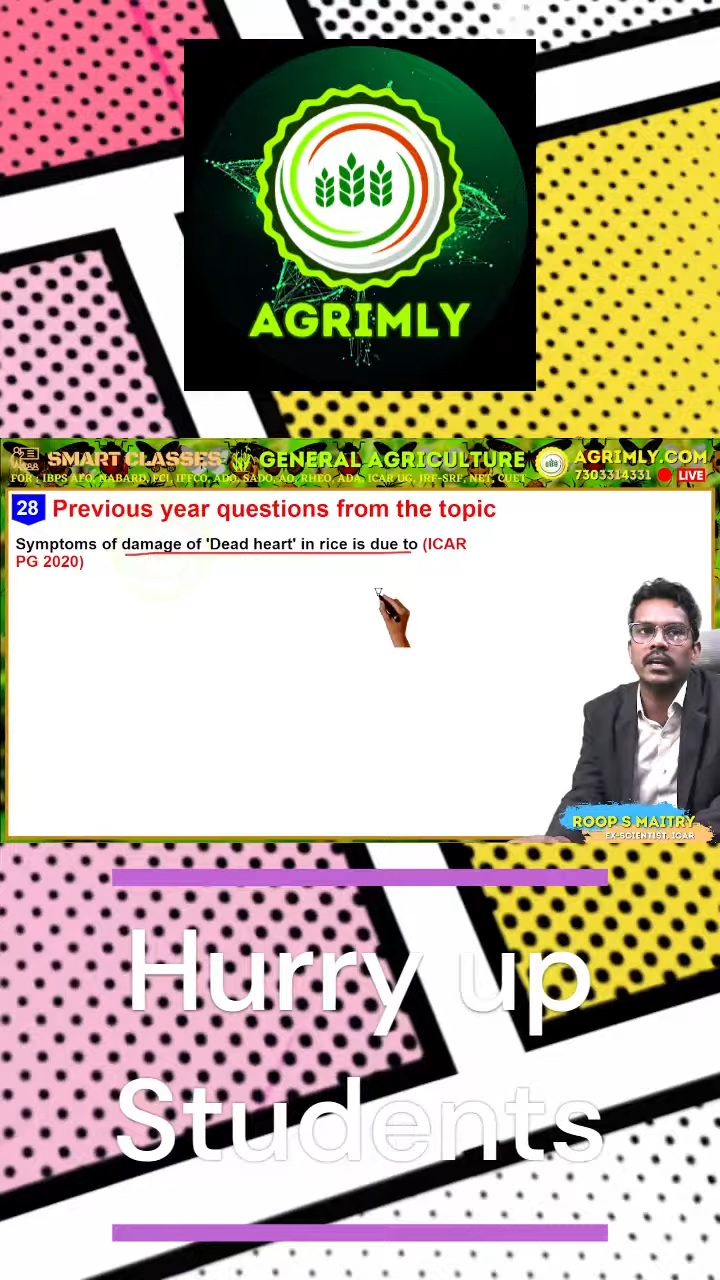 AGRIMLY
SMART CLASSES
GENERAL AGRICULTURE
AGRIMLY.COM
FOR : IBPS AFO, NABARD, FCI, IFFCO, ADO, SADO, AO, RHEO, ADA, ICAR UG, JRF-SRF, NET, CUET
7303314331
LIVE
28 Previous year questions from the topic
Symptoms of damage of 'Dead heart' in rice is due to (ICAR
PG 2020)
ROOP S MAITRY
EX-SCIENTIST, ICAR
Hurry up
Students